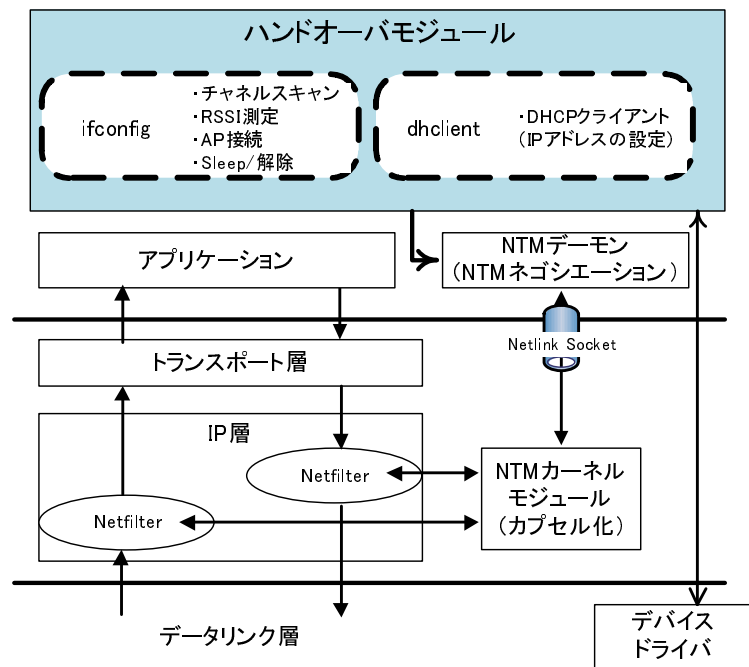 ハンドオーバモジュール
ifconfig
・チャネルスキャン
・RSSI測定
・AP接続
・Sleep/解除
dhclient
・DHCPクライアント
(IPアドレスの設定)
アプリケーション
NTMデーモン
(NTMネゴシエーション)
Netlink Socket
トランスポート層
IP層
Netfilter
Netfilter
NTMカーネル
モジュール
(カプセル化)
データリンク層
デバイス
ドライバ